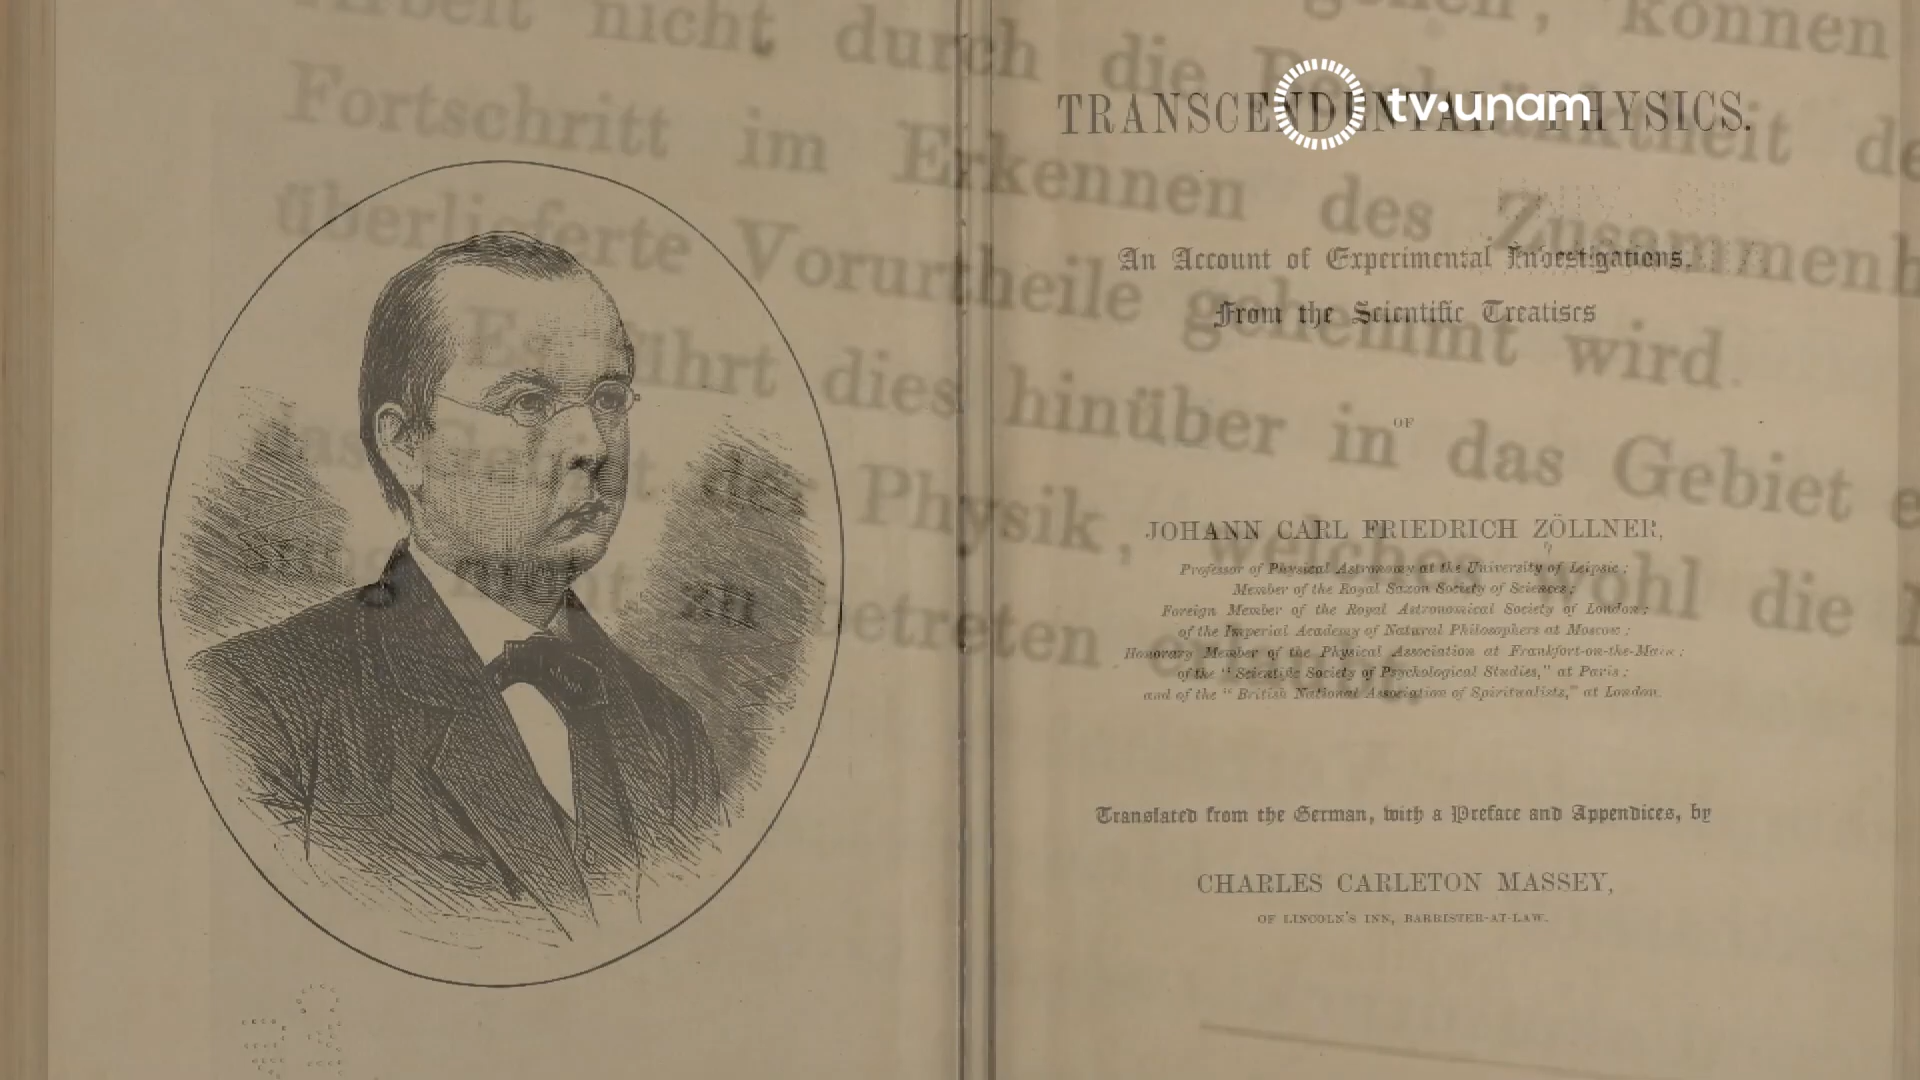 tv·unam
TRANSCENDENTAL PHYSICS.
An Account of Experimental Investigations.
From the Scientific Treatises
OF
JOHANN CARL FRIEDRICH ZÖLLNER,
Professor of Physical Astronomy at the University of Leipsic;
Member of the Royal Saxon Society of Sciences;
Foreign Member of the Royal Astronomical Society of London;
of the Imperial Academy of Natural Philosophers at Moscow;
Honorary Member of the Physical Association at Frankfort-on-the-Main;
of the "Scientific Society of Psychological Studies," at Paris;
and of the "British National Association of Spiritualists," at London.
Translated from the German, with a Preface and Appendices, by
CHARLES CARLETON MASSEY,
OF LINCOLN'S INN, BARRISTER-AT-LAW.
Arbeit nicht durch die
können
Fortschritt im Erkennen des
überlieferte Vorurtheile gehemmt wird.
Es führt dies hinüber in das Gebiet
der Physik, welches wohl die
nicht zu betreten